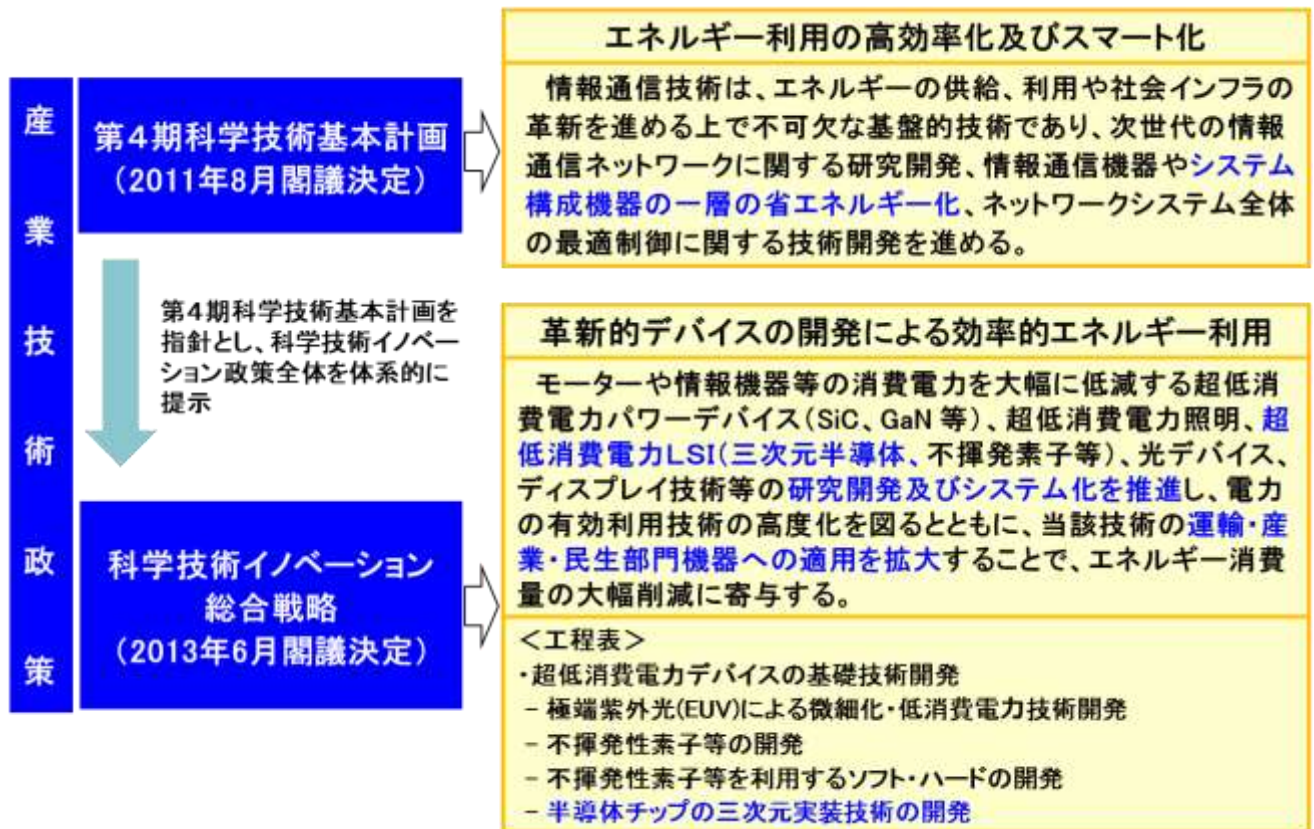 産業技術政策
第4期科学技術基本計画
（2011年8月閣議決定）
エネルギー利用の高効率化及びスマート化
情報通信技術は、エネルギーの供給、利用や社会インフラの
革新を進める上で不可欠な基盤的技術であり、次世代の情報
通信ネットワークに関する研究開発、情報通信機器やシステム
構成機器の一層の省エネルギー化、ネットワークシステム全体
の最適制御に関する技術開発を進める。
第4期科学技術基本計画を
指針とし、科学技術イノベー
ション政策全体を体系的に
提示
科学技術イノベーション
総合戦略
（2013年6月閣議決定）
革新的デバイスの開発による効率的エネルギー利用
モーターや情報機器等の消費電力を大幅に低減する超低消
費電力パワーデバイス（SiC、GaN 等）、超低消費電力照明、超
低消費電力LSI（三次元半導体、不揮発素子等）、光デバイス、
ディスプレイ技術等の研究開発及びシステム化を推進し、電力
の有効利用技術の高度化を図るとともに、当該技術の運輸・産
業・民生部門機器への適用を拡大することで、エネルギー消費
量の大幅削減に寄与する。
＜工程表＞
・超低消費電力デバイスの基礎技術開発
－ 極端紫外光(EUV)による微細化・低消費電力技術開発
－ 不揮発性素子等の開発
－ 不揮発性素子等を利用するソフト・ハードの開発
－ 半導体チップの三次元実装技術の開発